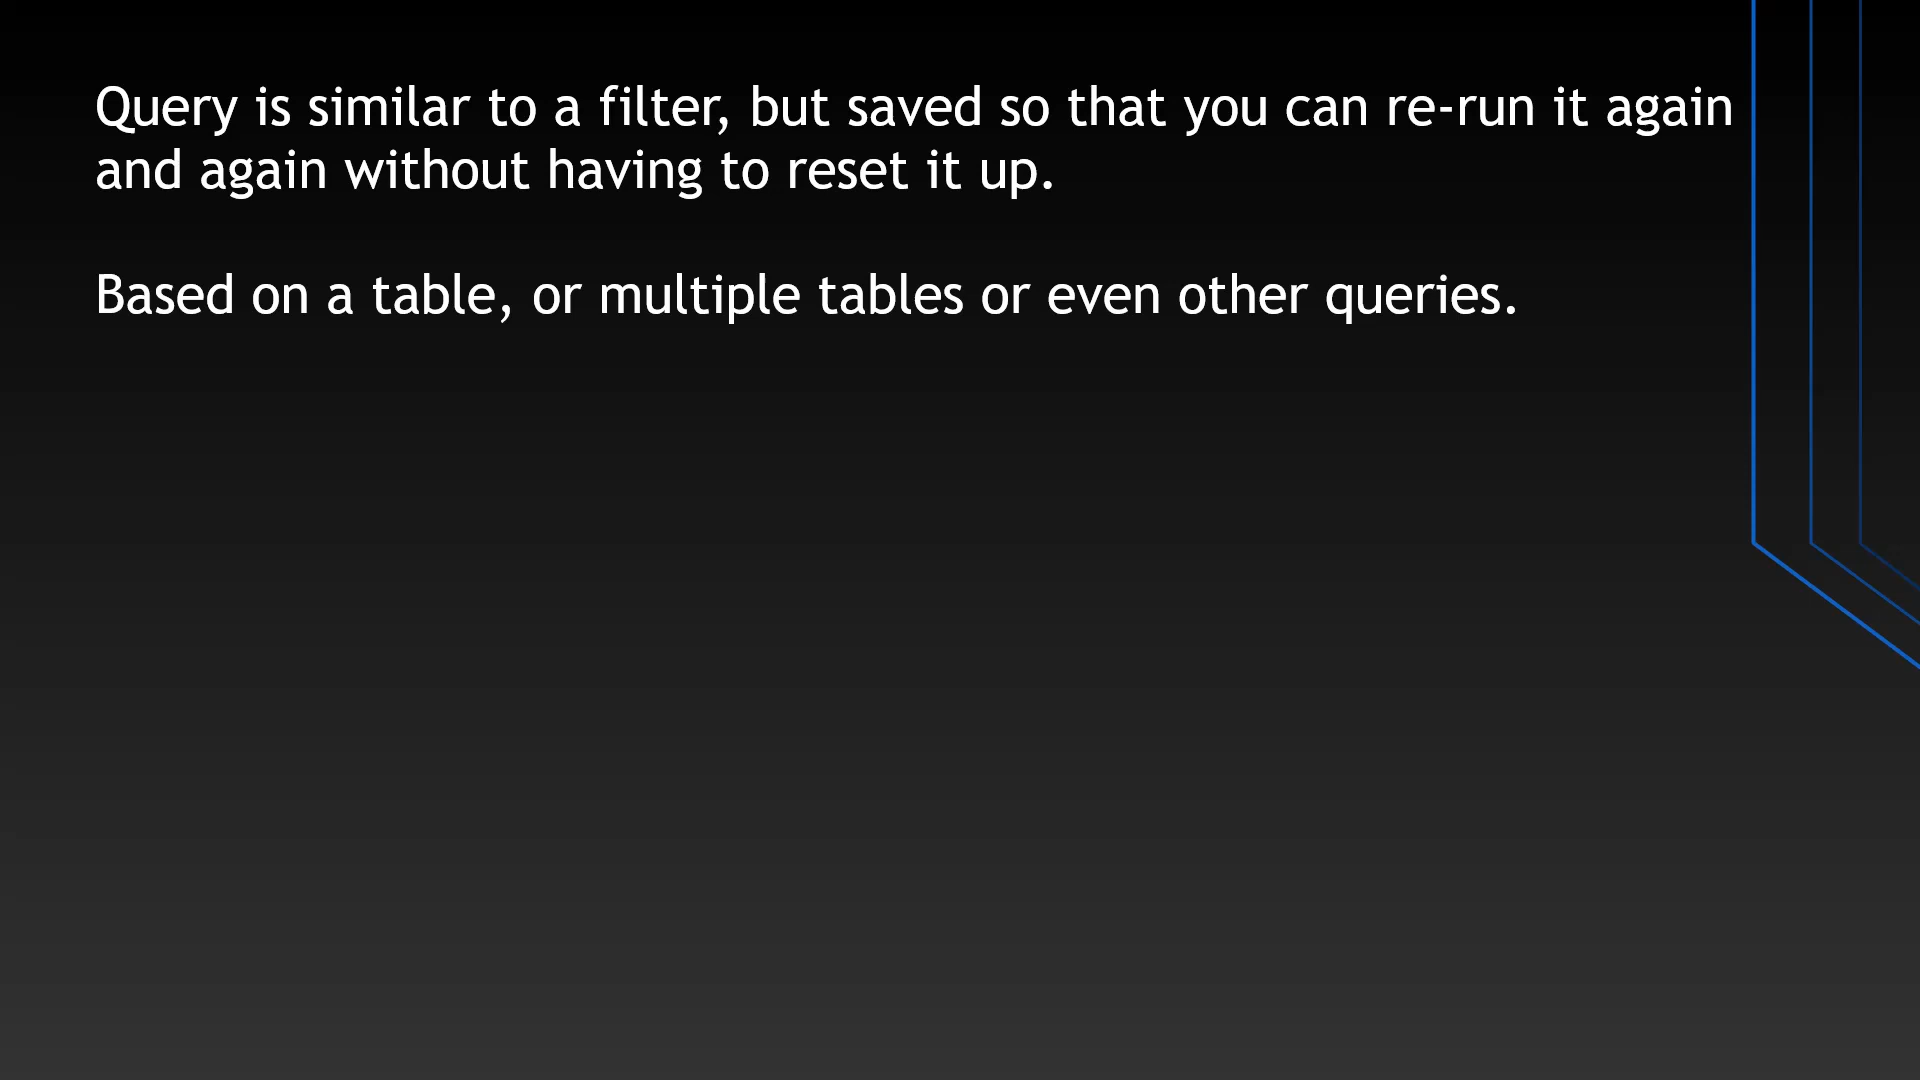 Query is similar to a filter, but saved so that you can re-run it again
and again without having to reset it up.
Based on a table, or multiple tables or even other queries.